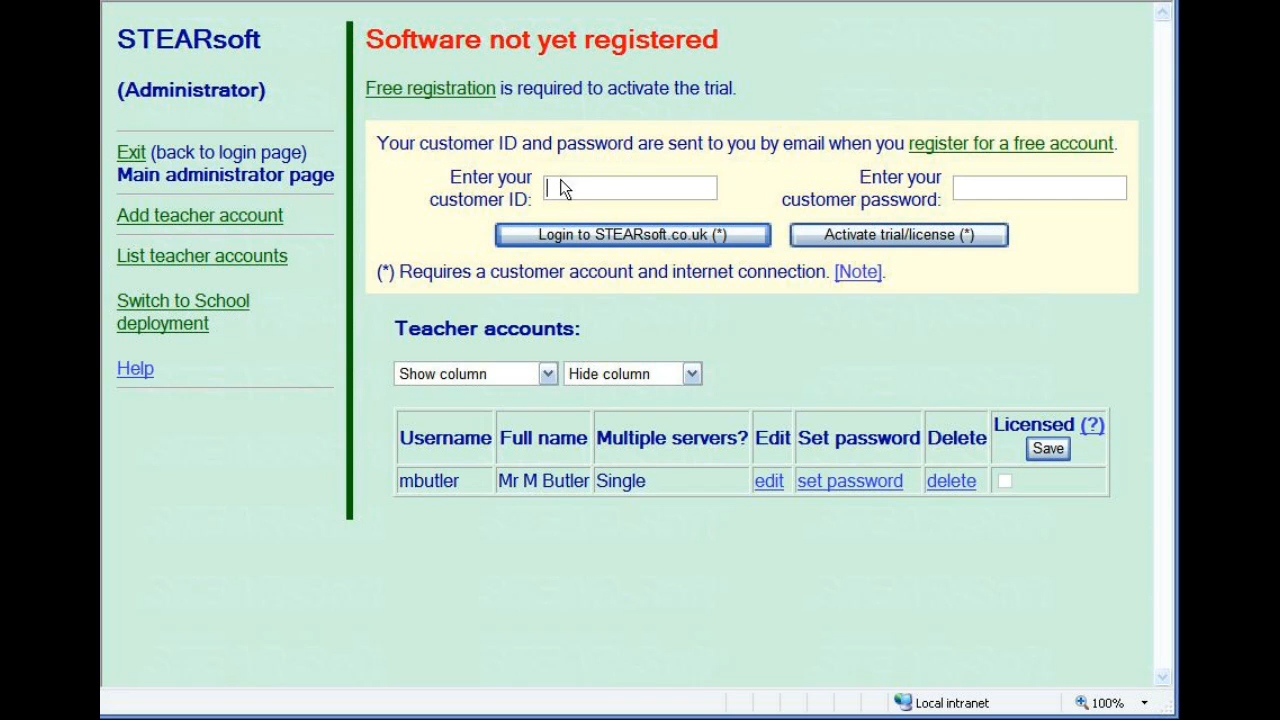 STEARsoft
(Administrator)
Exit (back to login page)
Main administrator page
Add teacher account
List teacher accounts
Switch to School
deployment
Help
Software not yet registered
Free registration is required to activate the trial.
Your customer ID and password are sent to you by email when you register for a free account.
Enter your
customer ID:
Enter your
customer password:
Login to STEARsoft.co.uk (*)
Activate trial/license (*)
(*) Requires a customer account and internet connection. [Note].
Teacher accounts:
Show column
Hide column
Username Full name Multiple servers? Edit Set password Delete Licensed (?)
Save
mbutler Mr M Butler Single edit set password delete
Local intranet
100%